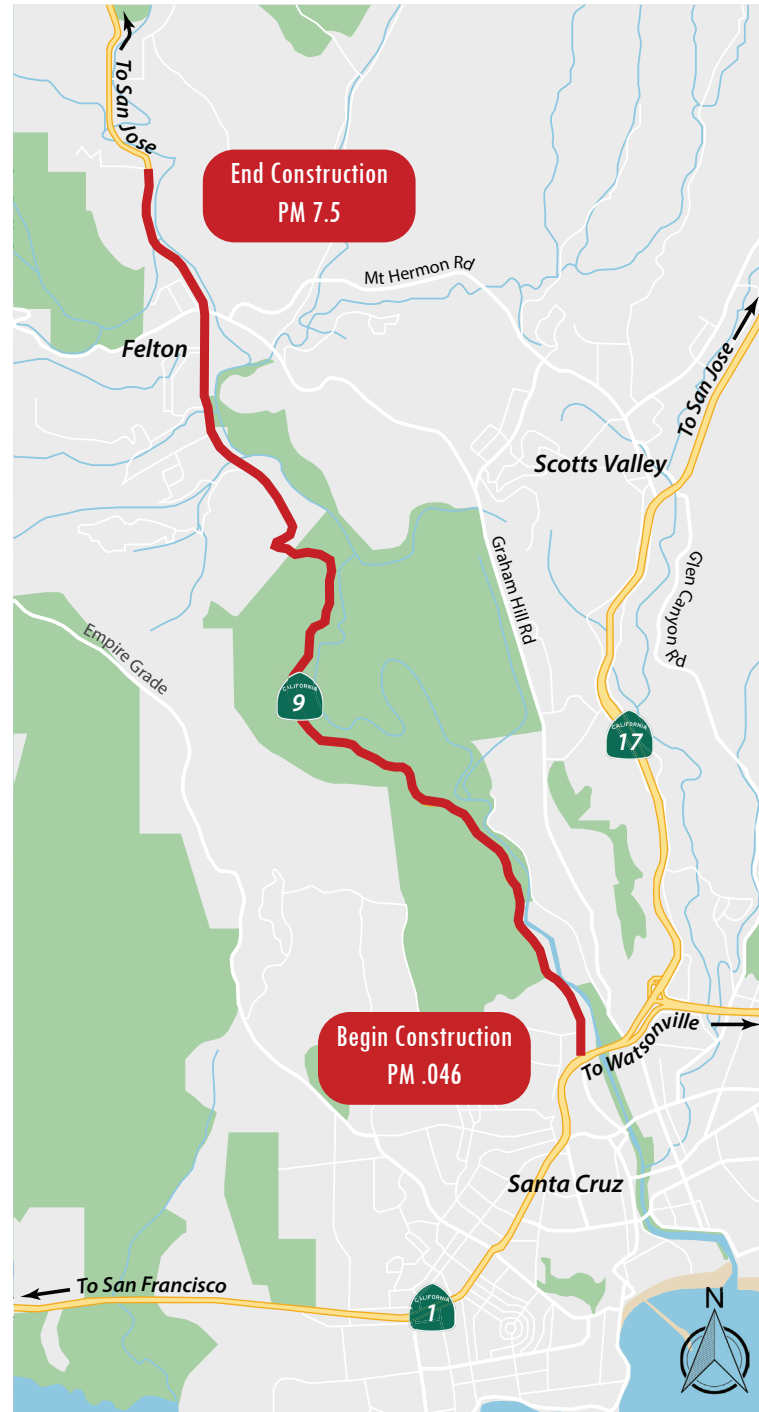 To San Jose
End Construction
PM 7.5
Mt Hermon Rd
Felton
To San Jose
Scotts Valley
Graham Hill Rd
Glen Canyon Rd
Empire Grade
CALIFORNIA
9
CALIFORNIA
17
Begin Construction
PM .046
To Watsonville
Santa Cruz
To San Francisco
CALIFORNIA
1
N